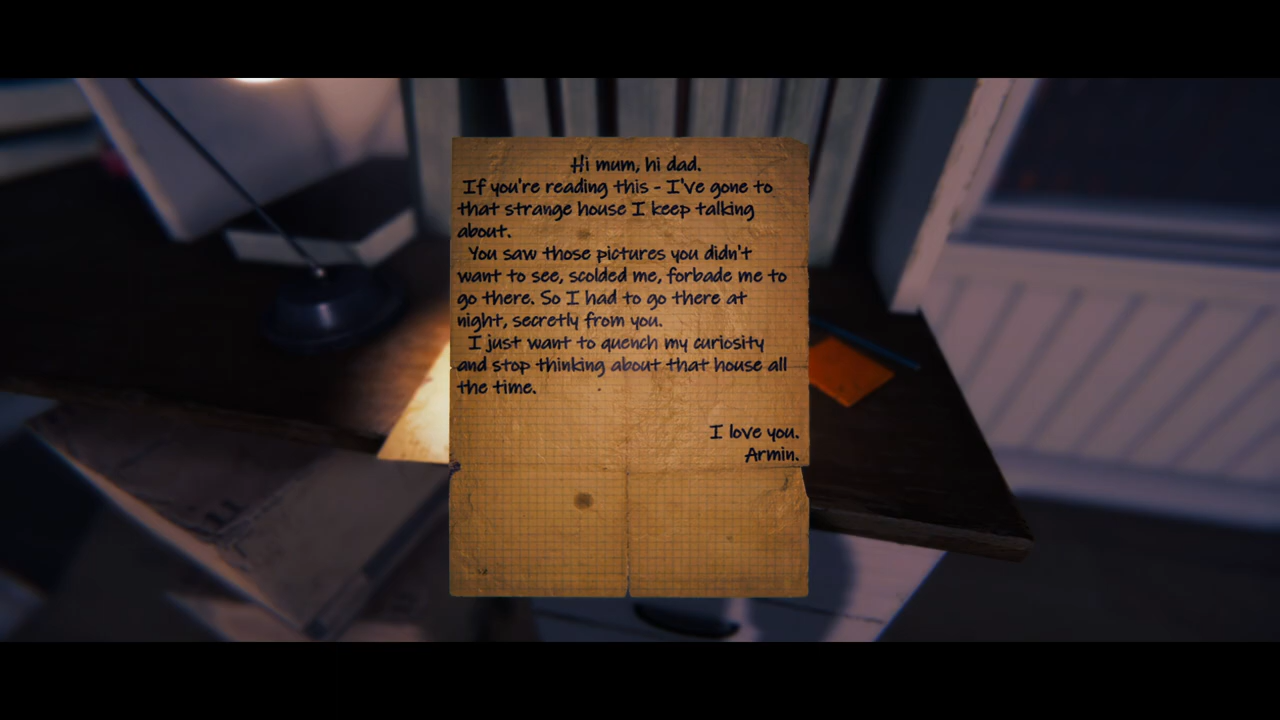 Hi mum, hi dad.
If you're reading this - I've gone to
that strange house I keep talking
about.
You saw those pictures you didn't
want to see, scolded me, forbade me to
go there. So I had to go there at
night, secretly from you.
I just want to quench my curiosity
and stop thinking about that house all
the time.
I love you.
Armin.